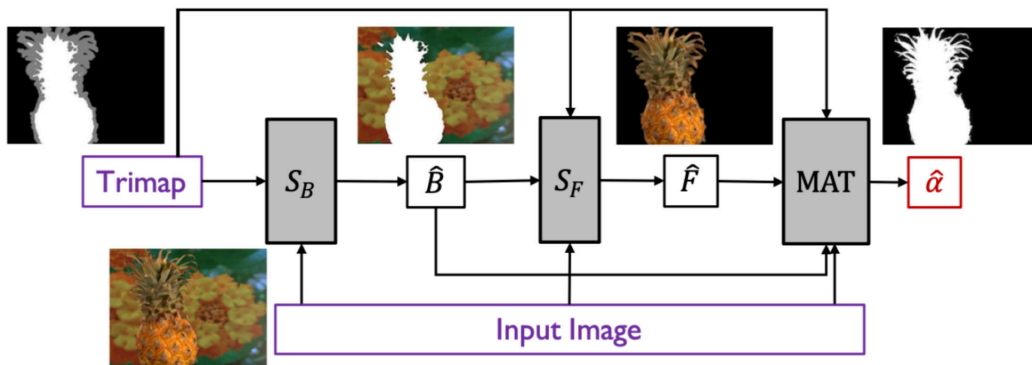 Trimap
S_B
B̂
S_F
F̂
MAT
α̂
Input Image